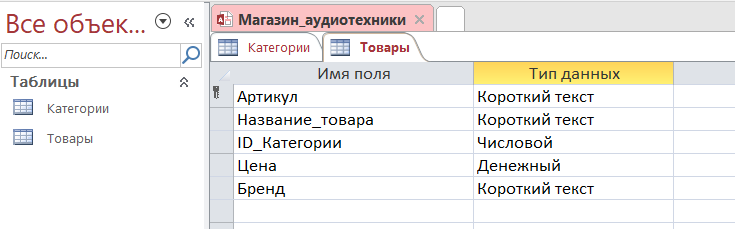 Все объек...
Поиск...
Таблицы
Категории
Товары
Магазин_аудиотехники
Категории Товары
Имя поля Тип данных
Артикул Короткий текст
Название_товара Короткий текст
ID_Категории Числовой
Цена Денежный
Бренд Короткий текст